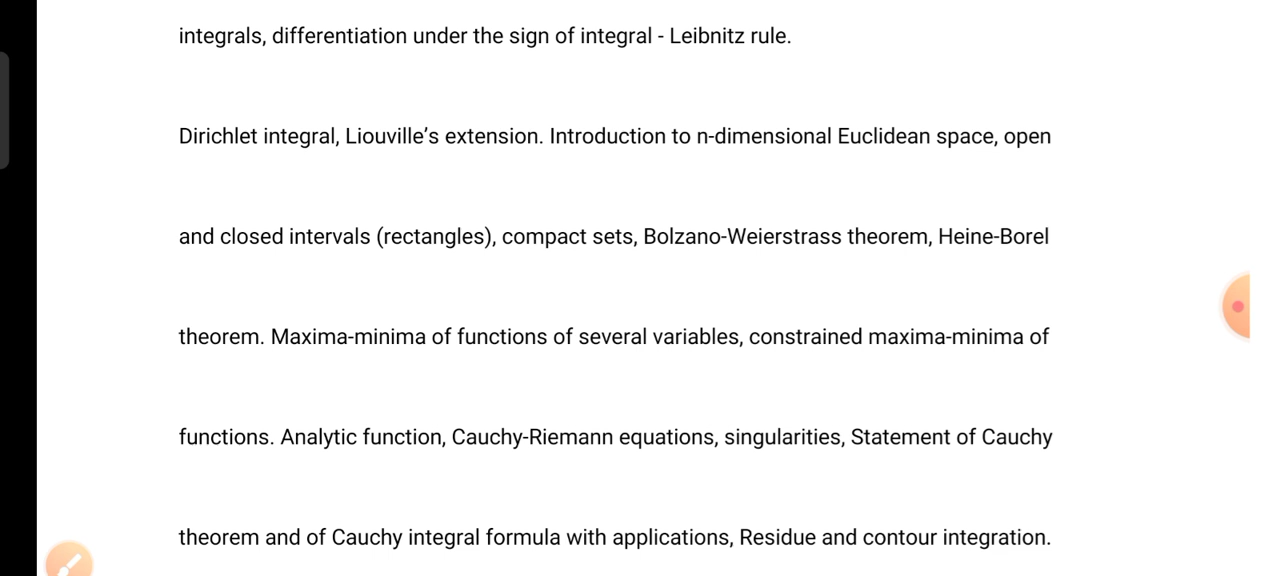 integrals, differentiation under the sign of integral - Leibnitz rule.
Dirichlet integral, Liouville’s extension. Introduction to n-dimensional Euclidean space, open
and closed intervals (rectangles), compact sets, Bolzano-Weierstrass theorem, Heine-Borel
theorem. Maxima-minima of functions of several variables, constrained maxima-minima of
functions. Analytic function, Cauchy-Riemann equations, singularities, Statement of Cauchy
theorem and of Cauchy integral formula with applications, Residue and contour integration.